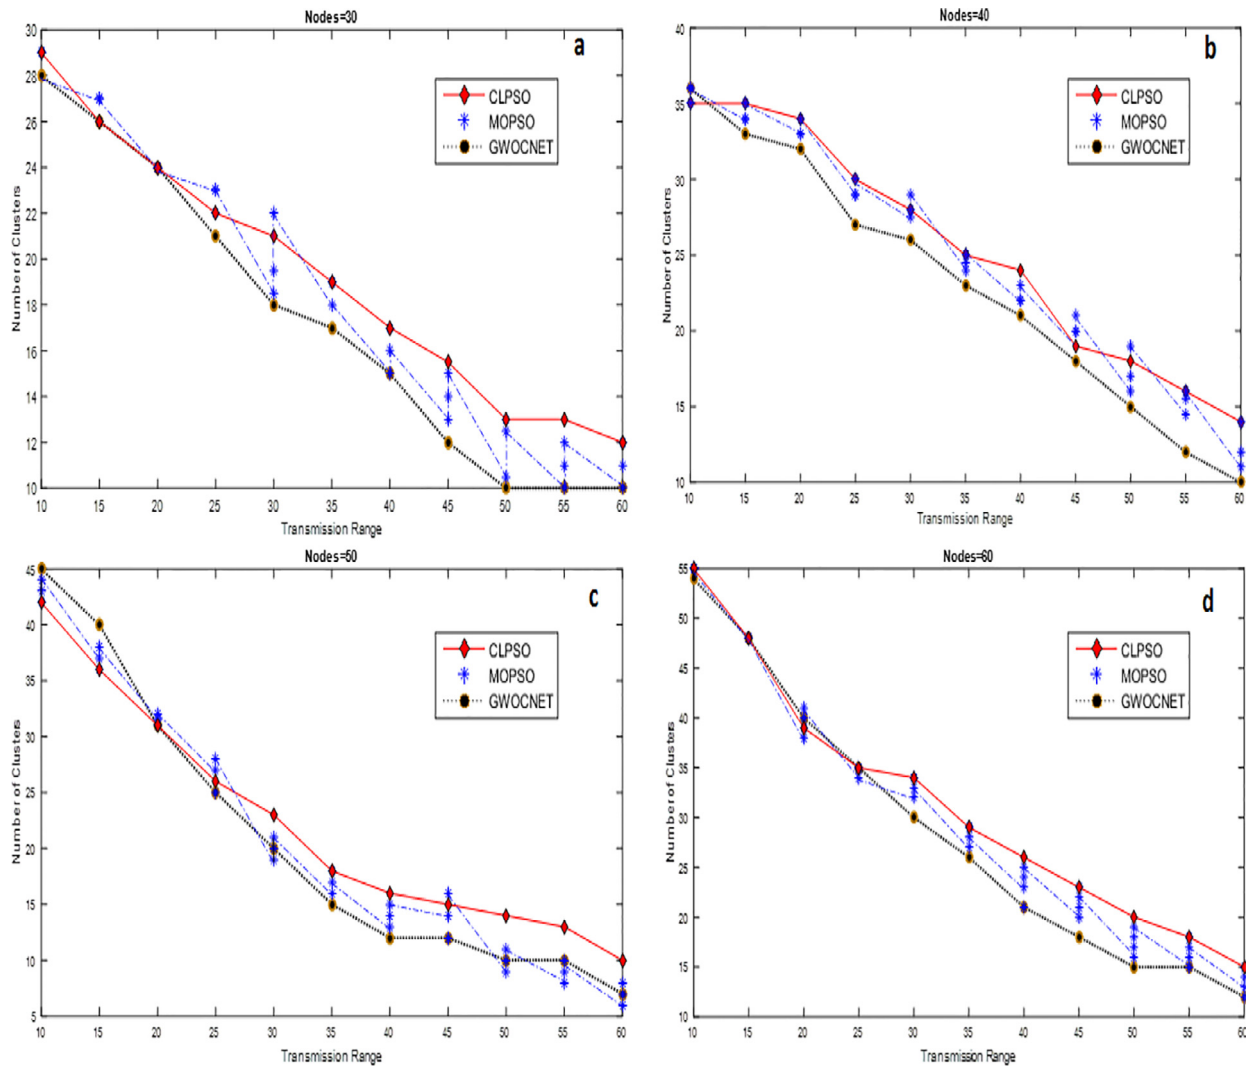 Nodes=30
a
Number of Clusters
30
28
26
24
22
20
18
16
14
12
10
CLPSO
MOPSO
GWOCNET
10 15 20 25 30 35 40 45 50 55 60
Transmission Range
Nodes=40
b
Number of Clusters
40
35
30
25
20
15
10
CLPSO
MOPSO
GWOCNET
10 15 20 25 30 35 40 45 50 55 60
Transmission Range
Nodes=50
c
Number of Clusters
45
40
35
30
25
20
15
10
5
CLPSO
MOPSO
GWOCNET
10 15 20 25 30 35 40 45 50 55 60
Transmission Range
Nodes=60
d
Number of Clusters
55
50
45
40
35
30
25
20
15
10
CLPSO
MOPSO
GWOCNET
10 15 20 25 30 35 40 45 50 55 60
Transmission Range